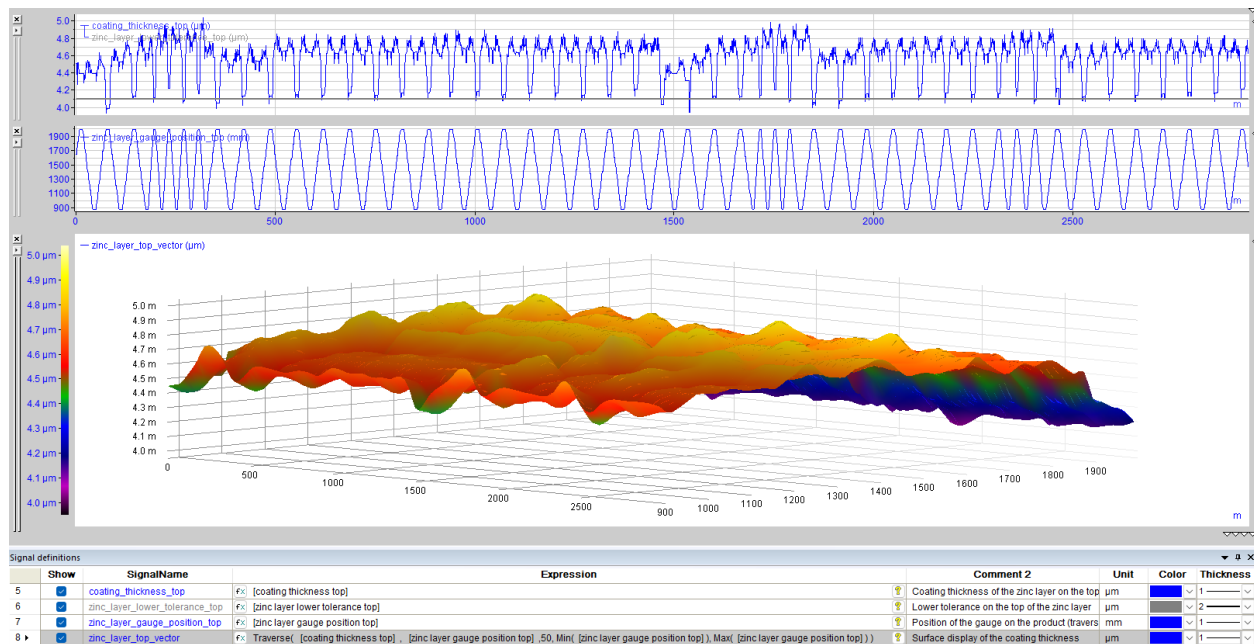 coating_thickness_top (µm)
5.0
4.8
4.6
4.4
4.2
4.0
m
zinc_layer_gauge_position_top (mm)
1900
1700
1500
1300
1100
900
0 500 1000 1500 2000 2500
m
zinc_layer_top_vector (µm)
5.0 µm
4.9 µm
4.8 µm
4.7 µm
4.6 µm
4.5 µm
4.4 µm
4.3 µm
4.2 µm
4.1 µm
4.0 µm
5.0 m
4.9 m
4.8 m
4.7 m
4.6 m
4.5 m
4.4 m
4.3 m
4.2 m
4.1 m
4.0 m
0 500 1000 1500 2000 2500
900 1000 1100 1200 1300 1400 1500 1600 1700 1800 1900
m
Signal definitions
Show SignalName Expression Comment 2 Unit Color Thickness
5 coating_thickness_top fx [coating thickness top] Coating thickness of the zinc layer on the top µm 1
6 zinc_layer_lower_tolerance_top fx [zinc layer lower tolerance top] Lower tolerance on the top of the zinc layer µm 2
7 zinc_layer_gauge_position_top fx [zinc layer gauge position top] Position of the gauge on the product (travers mm 1
8 zinc_layer_top_vector fx Traverse( [coating thickness top] , [zinc layer gauge position top] ,50, Min( [zinc layer gauge position top] ), Max( [zinc layer gauge position top] ) ) Surface display of the coating thickness µm 1